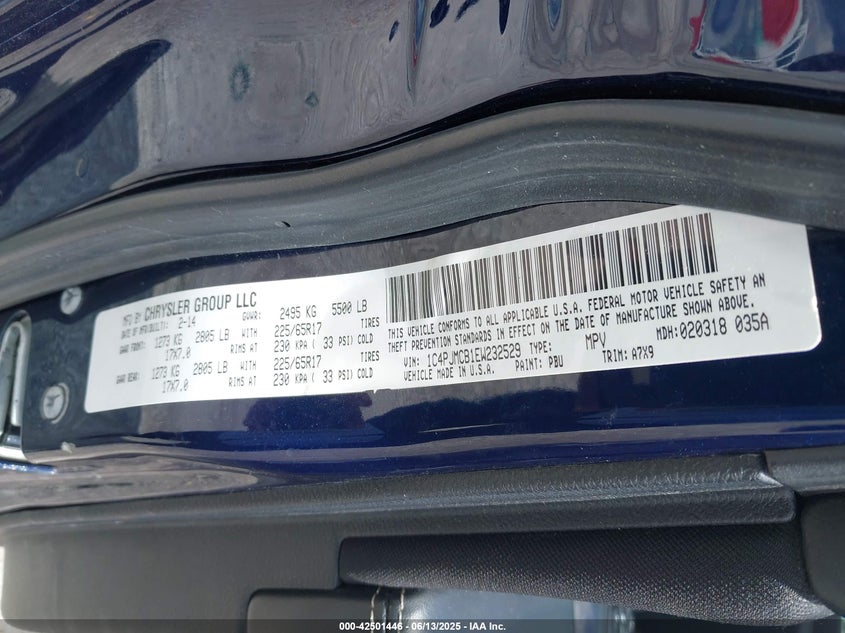 MFD BY CHRYSLER GROUP LLC
DATE OF MFR/BUILT: 2-14 GVWR: 2495 KG 5500 LB
GAWR FRONT: 1273 KG 2805 LB WITH 225/65R17 TIRES
17X7.0 RIMS AT 230 KPA ( 33 PSI) COLD
GAWR REAR: 1273 KG 2805 LB WITH 225/65R17 TIRES
17X7.0 RIMS AT 230 KPA ( 33 PSI) COLD
THIS VEHICLE CONFORMS TO ALL APPLICABLE U.S.A. FEDERAL MOTOR VEHICLE SAFETY AN
THEFT PREVENTION STANDARDS IN EFFECT ON THE DATE OF MANUFACTURE SHOWN ABOVE.
VIN: 1C4PJMCB1EW232529 TYPE: MPV MDH:020318 035A
VEHICLE MADE IN U.S.A. PAINT: PBU TRIM: A7X9
000-42501446 - 06/13/2025 - IAA Inc.